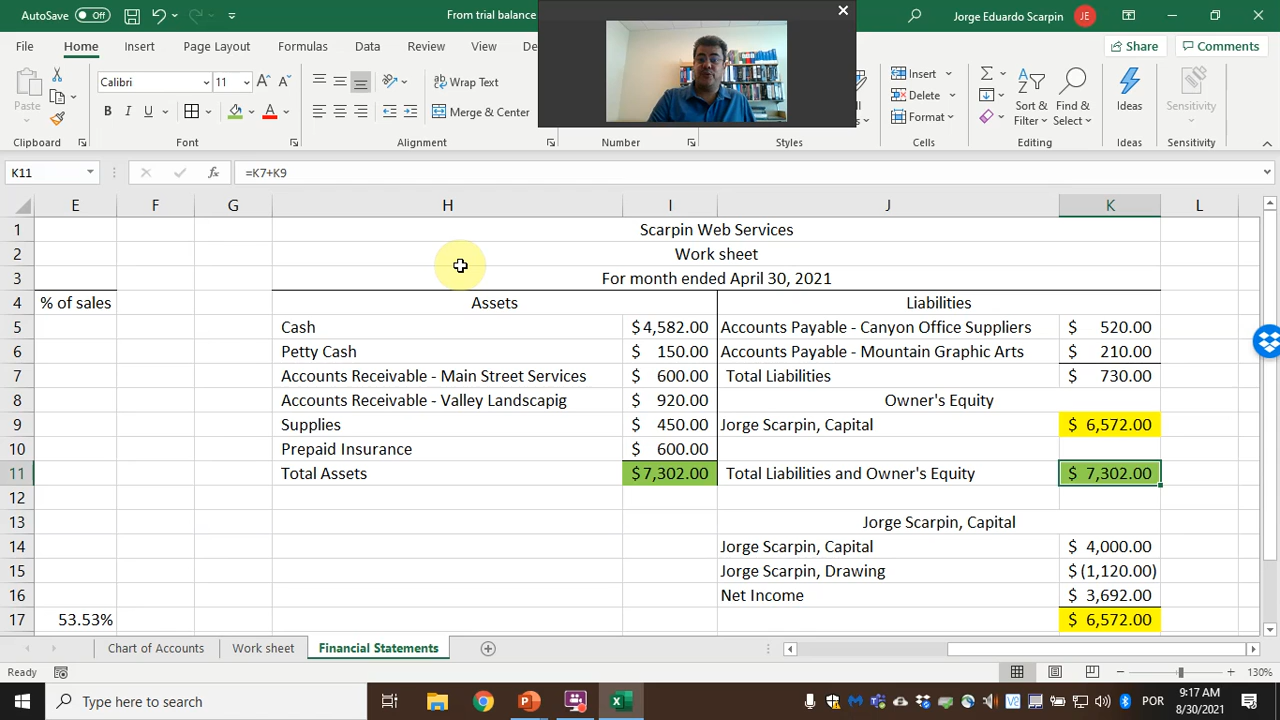 AutoSave Off
From trial balance
Jorge Eduardo Scarpin JE
File Home Insert Page Layout Formulas Data Review View
Share Comments
Paste
Calibri 11
B I U A
Wrap Text
Merge & Center
Insert
Delete
Format
Sort & Filter
Find & Select
Ideas
Sensitivity
Clipboard Font Alignment Number Styles Cells Editing Ideas Sensitivity
K11 fx =K7+K9
E F G H I J K L
1 Scarpin Web Services
2 Work sheet
3 For month ended April 30, 2021
4 % of sales Assets Liabilities
5 Cash $ 4,582.00 Accounts Payable - Canyon Office Suppliers $ 520.00
6 Petty Cash $ 150.00 Accounts Payable - Mountain Graphic Arts $ 210.00
7 Accounts Receivable - Main Street Services $ 600.00 Total Liabilities $ 730.00
8 Accounts Receivable - Valley Landscapig $ 920.00 Owner's Equity
9 Supplies $ 450.00 Jorge Scarpin, Capital $ 6,572.00
10 Prepaid Insurance $ 600.00
11 Total Assets $ 7,302.00 Total Liabilities and Owner's Equity $ 7,302.00
12
13 Jorge Scarpin, Capital
14 Jorge Scarpin, Capital $ 4,000.00
15 Jorge Scarpin, Drawing $ (1,120.00)
16 Net Income $ 3,692.00
17 53.53% $ 6,572.00
Chart of Accounts Work sheet Financial Statements
Ready 130%
Type here to search
POR
9:17 AM
8/30/2021